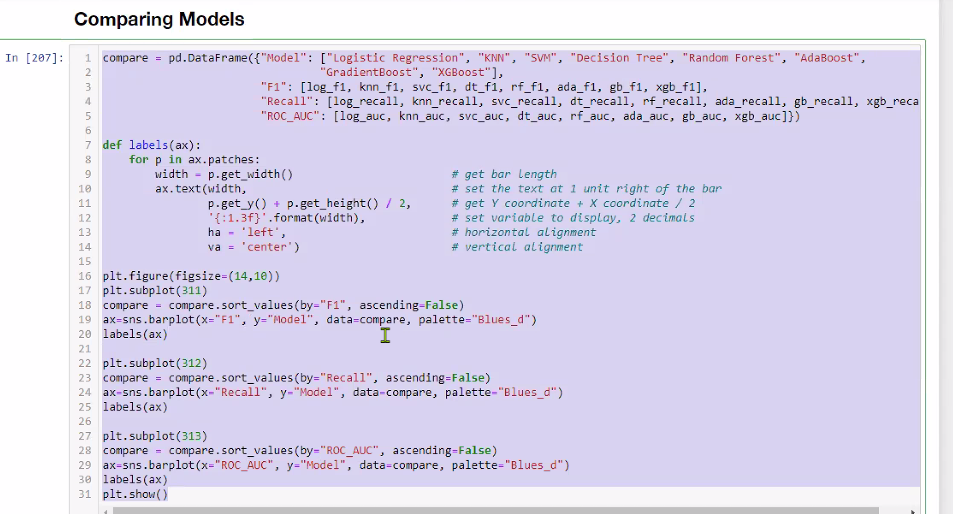 Comparing Models
In [207]:
1 compare = pd.DataFrame({"Model": ["Logistic Regression", "KNN", "SVM", "Decision Tree", "Random Forest", "AdaBoost",
2 "GradientBoost", "XGBoost"],
3 "F1": [log_f1, knn_f1, svc_f1, dt_f1, rf_f1, ada_f1, gb_f1, xgb_f1],
4 "Recall": [log_recall, knn_recall, svc_recall, dt_recall, rf_recall, ada_recall, gb_recall, xgb_reca
5 "ROC_AUC": [log_auc, knn_auc, svc_auc, dt_auc, rf_auc, ada_auc, gb_auc, xgb_auc]})
6
7 def labels(ax):
8 for p in ax.patches:
9 width = p.get_width() # get bar length
10 ax.text(width, # set the text at 1 unit right of the bar
11 p.get_y() + p.get_height() / 2, # get Y coordinate + X coordinate / 2
12 '{:1.3f}'.format(width), # set variable to display, 2 decimals
13 ha = 'left', # horizontal alignment
14 va = 'center') # vertical alignment
15
16 plt.figure(figsize=(14,10))
17 plt.subplot(311)
18 compare = compare.sort_values(by="F1", ascending=False)
19 ax=sns.barplot(x="F1", y="Model", data=compare, palette="Blues_d")
20 labels(ax)
21
22 plt.subplot(312)
23 compare = compare.sort_values(by="Recall", ascending=False)
24 ax=sns.barplot(x="Recall", y="Model", data=compare, palette="Blues_d")
25 labels(ax)
26
27 plt.subplot(313)
28 compare = compare.sort_values(by="ROC_AUC", ascending=False)
29 ax=sns.barplot(x="ROC_AUC", y="Model", data=compare, palette="Blues_d")
30 labels(ax)
31 plt.show()